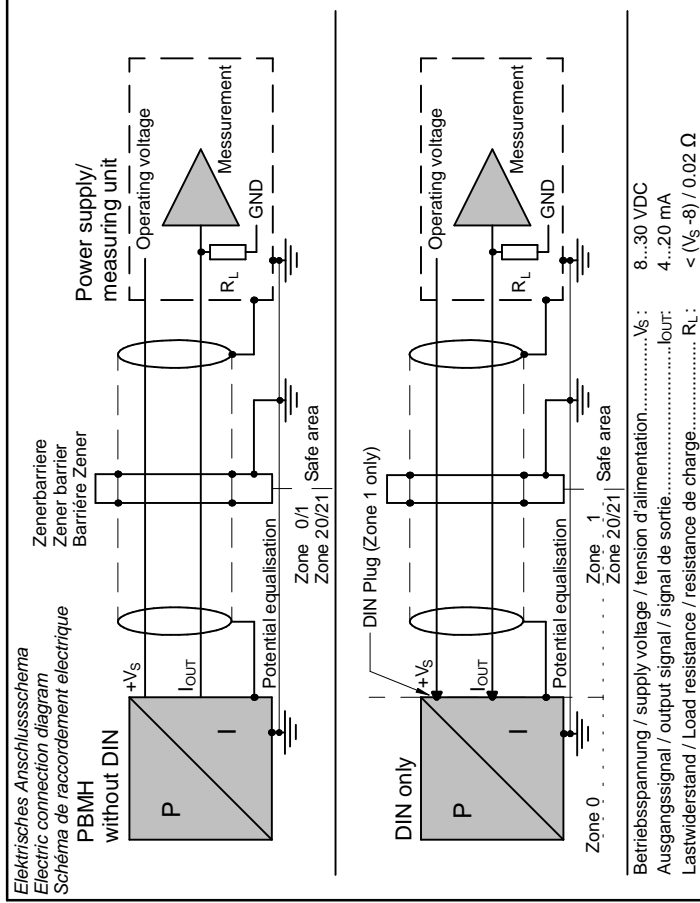 Elektrisches Anschlussschema
Electric connection diagram
Schéma de raccordement electrique
PBMH
without DIN
P
I
+VS
IOUT
Potential equalisation
Zenerbarriere
Zener barrier
Barriére Zener
Zone 0/1
Zone 20/21
Safe area
Power supply/
measuring unit
Operating voltage
Messurement
RL
GND
DIN only
P
I
Zone 0
DIN Plug (Zone 1 only)
+VS
IOUT
Potential equalisation
Zone 1
Zone 20/21
Safe area
Operating voltage
Messurement
RL
GND
Betriebsspannung / supply voltage / tension d'alimentation................VS : 8...30 VDC
Ausgangssignal / output signal / signal de sortie.............................IOUT: 4...20 mA
Lastwiderstand / Load resistance / resistance de charge................... RL : < (VS -8) / 0.02 Ω